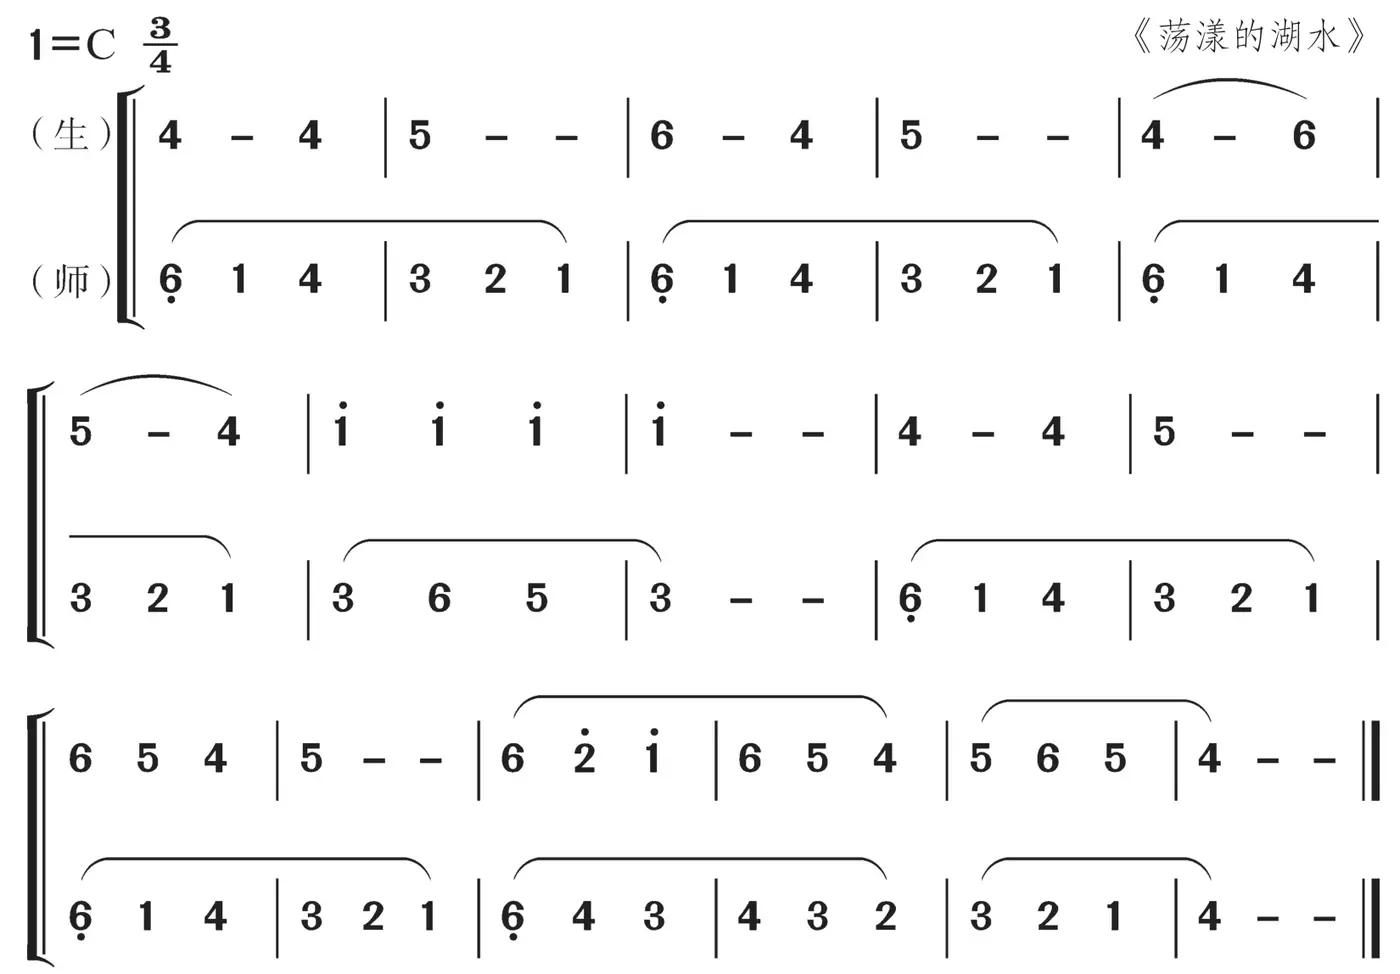 1=C 3/4 《荡漾的湖水》
(生) 4 – 4 | 5 – – | 6 – 4 | 5 – – | 4 – 6 |
(师) 6̣ 1 4 | 3 2 1 | 6̣ 1 4 | 3 2 1 | 6̣ 1 4 |
5 – 4 | 1̇ 1̇ 1̇ | 1̇ – – | 4 – 4 | 5 – – |
3 2 1 | 3 6 5 | 3 – – | 6̣ 1 4 | 3 2 1 |
6 5 4 | 5 – – | 6 2̇ 1̇ | 6 5 4 | 5 6 5 | 4 – – ‖
6̣ 1 4 | 3 2 1 | 6̣ 4 3 | 4 3 2 | 3 2 1 | 4 – – ‖